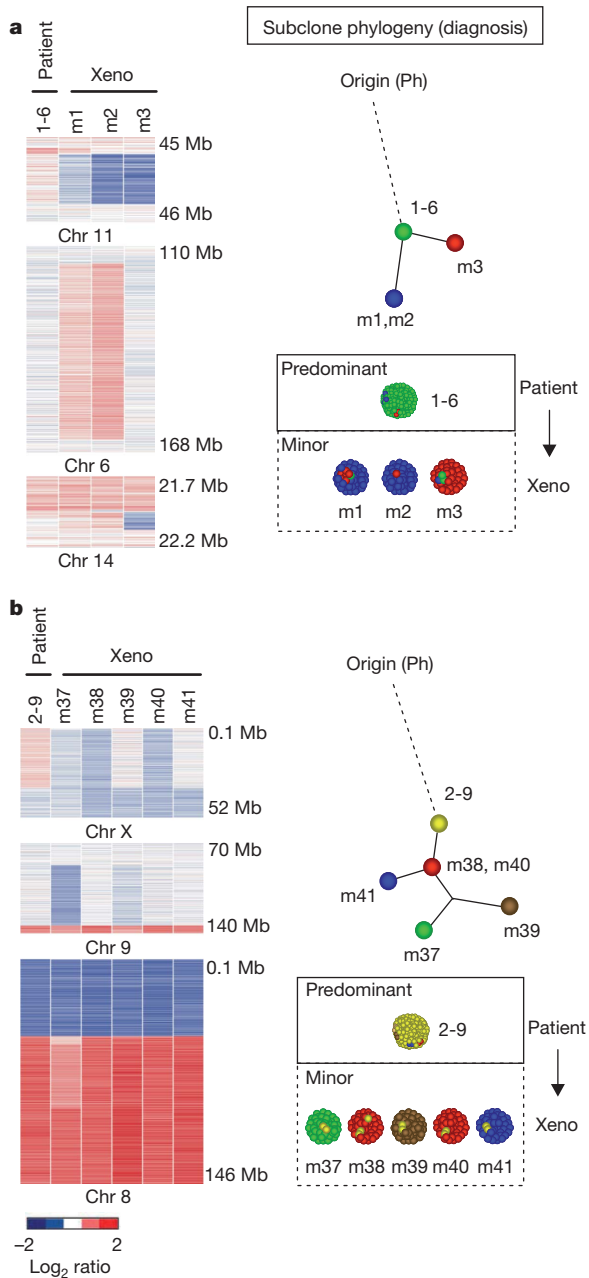 a
Subclone phylogeny (diagnosis)
Patient
Xeno
1-6
m1
m2
m3
45 Mb
46 Mb
Chr 11
110 Mb
168 Mb
Chr 6
21.7 Mb
22.2 Mb
Chr 14
Origin (Ph)
1-6
m3
m1,m2
Predominant
1-6
Patient
Minor
Xeno
m1
m2
m3
b
Patient
Xeno
2-9
m37
m38
m39
m40
m41
0.1 Mb
52 Mb
Chr X
70 Mb
140 Mb
Chr 9
0.1 Mb
146 Mb
Chr 8
−2
2
Log2 ratio
Origin (Ph)
2-9
m38, m40
m41
m39
m37
Predominant
2-9
Patient
Minor
Xeno
m37
m38
m39
m40
m41